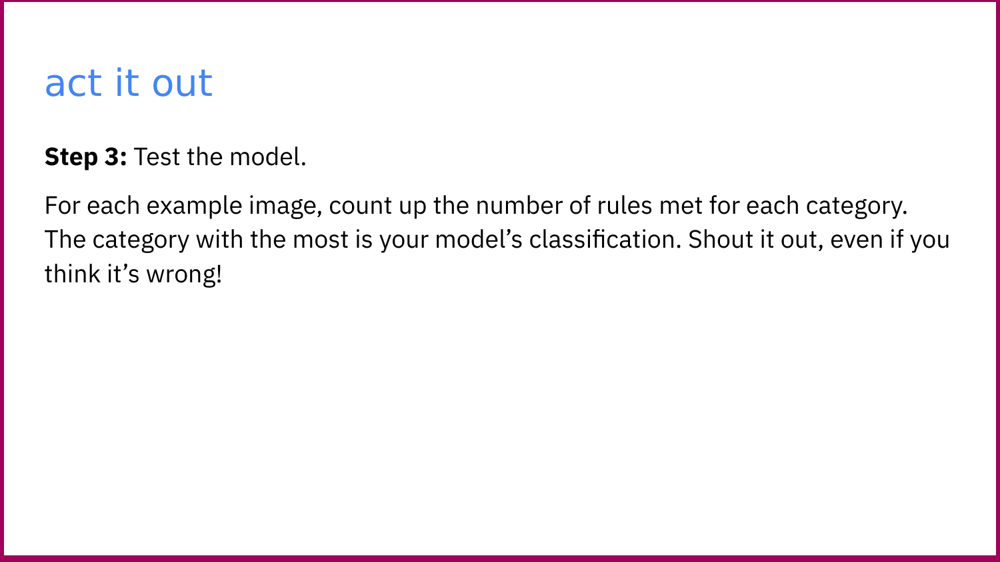 act it out
Step 3: Test the model.
For each example image, count up the number of rules met for each category.
The category with the most is your model’s classification. Shout it out, even if you
think it’s wrong!